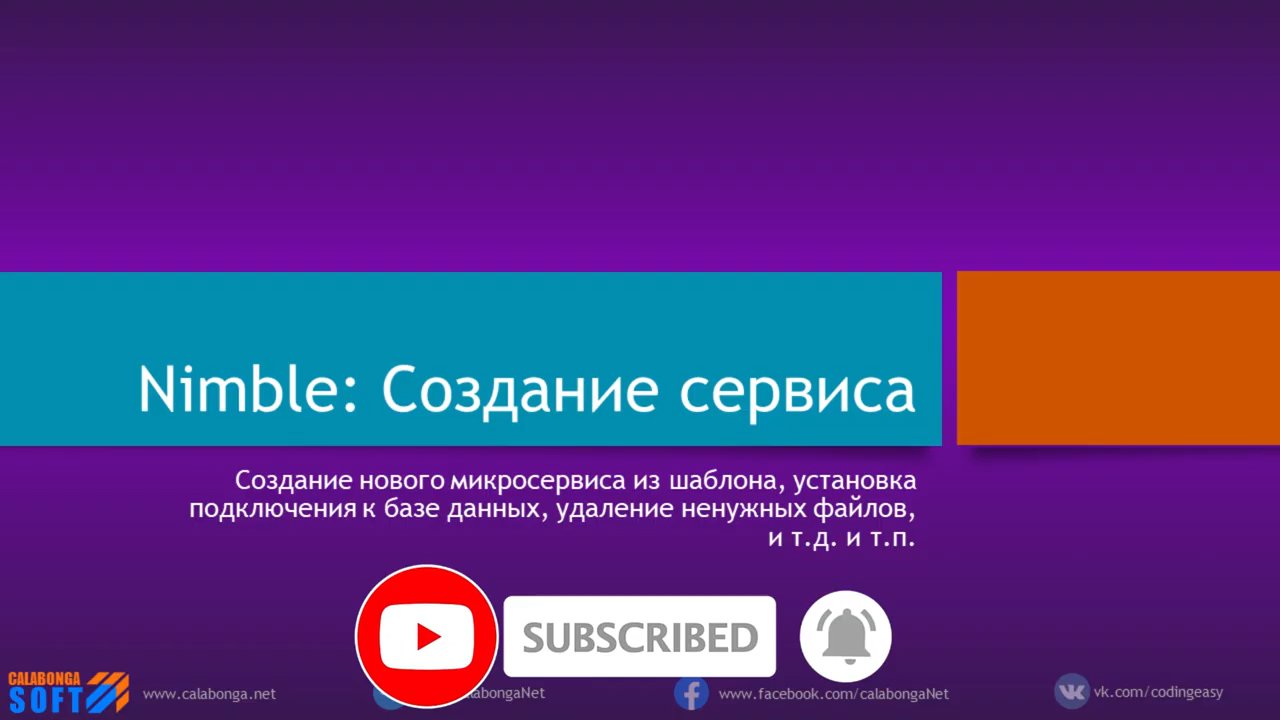 Nimble: Создание сервиса
Создание нового микросервиса из шаблона, установка
подключения к базе данных, удаление ненужных файлов,
и т.д. и т.п.
SUBSCRIBED
CALABONGA
SOFT
www.calabonga.net
www.facebook.com/calabongaNet
vk.com/codingeasy